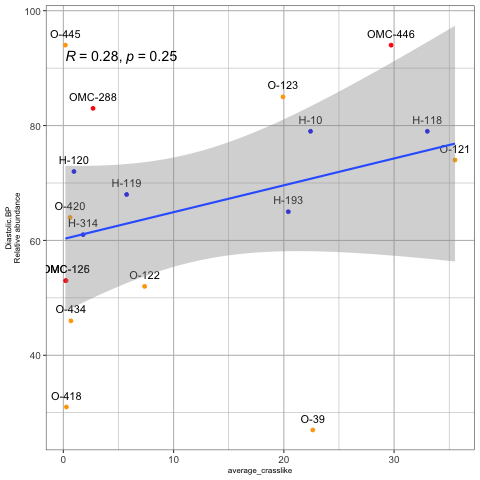 100
80
60
40
0
10
20
30
Diastolic.BP
Relative abundance
average_crasslike
R = 0.28, p = 0.25
O-445
OMC-446
OMC-288
O-123
H-10
H-118
O-121
H-120
H-119
H-193
O-420
H-314
OMC-126
O-122
O-434
O-418
O-39